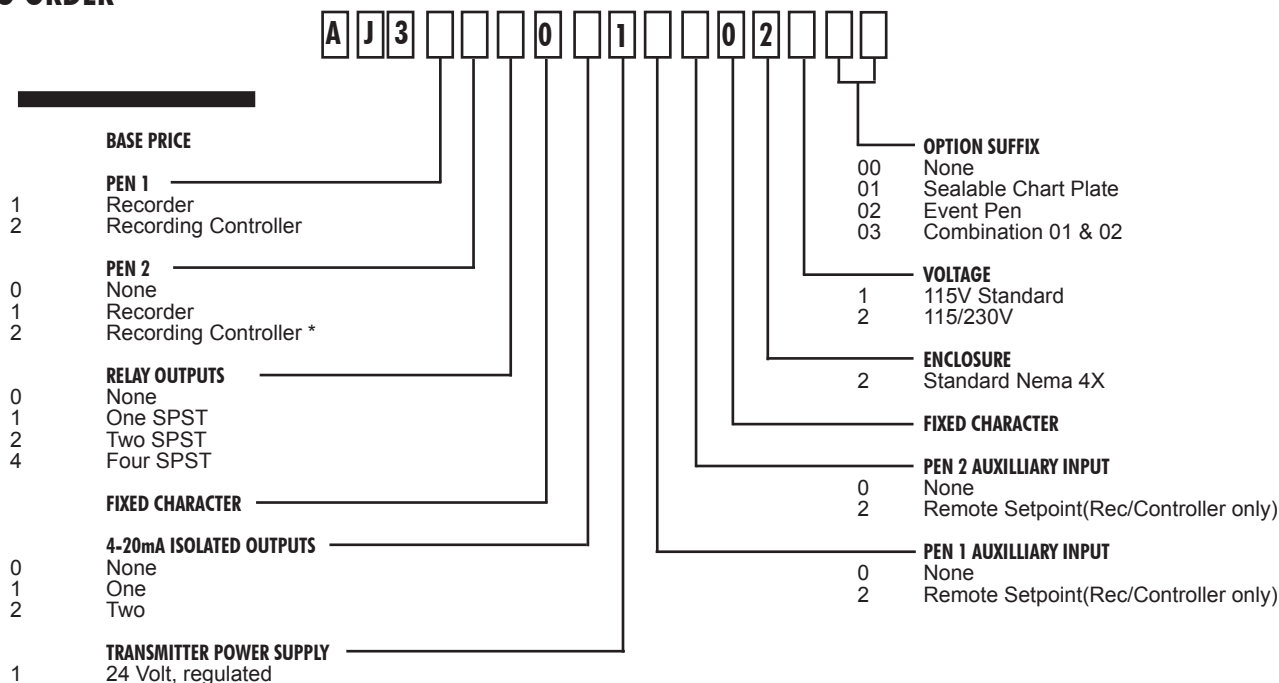 A J 3 0 1 0 2
BASE PRICE
PEN 1
1 Recorder
2 Recording Controller
PEN 2
0 None
1 Recorder
2 Recording Controller *
RELAY OUTPUTS
0 None
1 One SPST
2 Two SPST
4 Four SPST
FIXED CHARACTER
4-20mA ISOLATED OUTPUTS
0 None
1 One
2 Two
TRANSMITTER POWER SUPPLY
1 24 Volt, regulated
OPTION SUFFIX
00 None
01 Sealable Chart Plate
02 Event Pen
03 Combination 01 & 02
VOLTAGE
1 115V Standard
2 115/230V
ENCLOSURE
2 Standard Nema 4X
FIXED CHARACTER
PEN 2 AUXILLIARY INPUT
0 None
2 Remote Setpoint(Rec/Controller only)
PEN 1 AUXILLIARY INPUT
0 None
2 Remote Setpoint(Rec/Controller only)